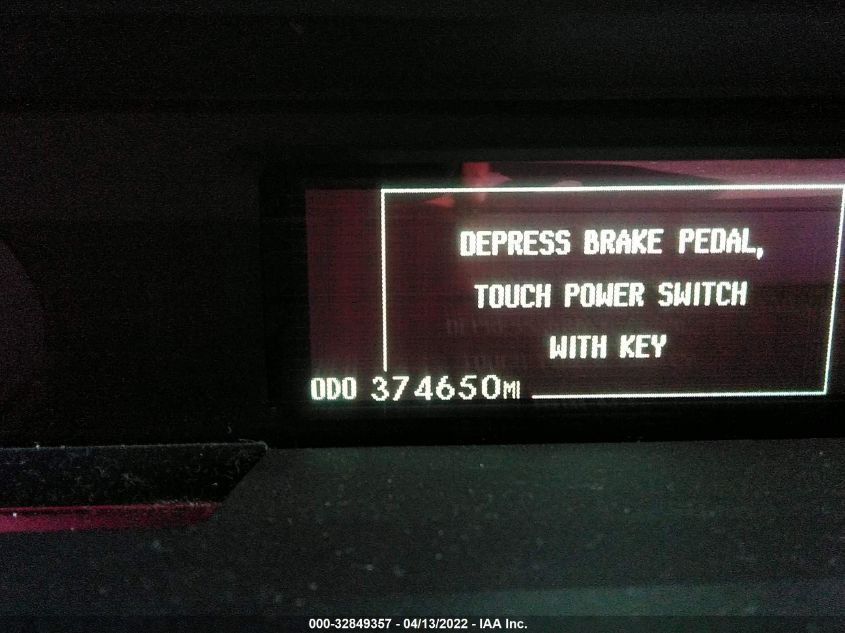 DEPRESS BRAKE PEDAL,
TOUCH POWER SWITCH
WITH KEY
ODO 374650MI
000-32849357 - 04/13/2022 - IAA Inc.